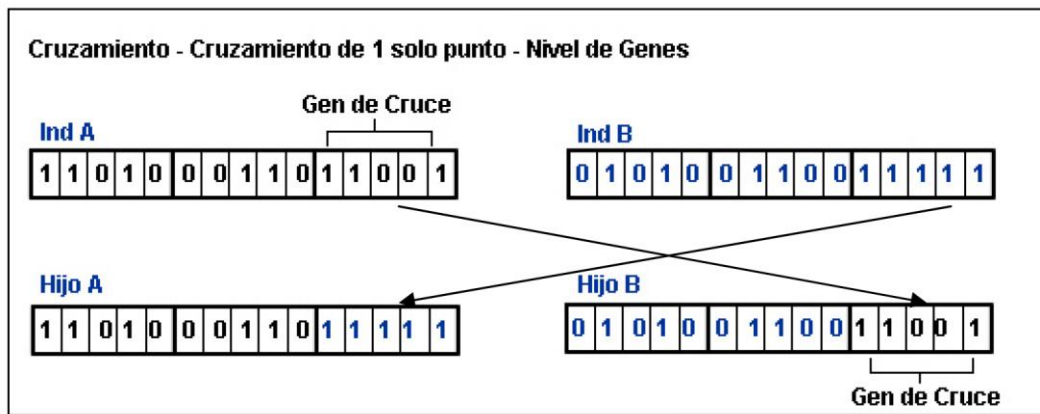 Cruzamiento - Cruzamiento de 1 solo punto - Nivel de Genes
Gen de Cruce
Ind A
Ind B
1 1 0 1 0 0 0 1 1 0 1 1 0 0 1
0 1 0 1 0 0 1 1 0 0 1 1 1 1 1
Hijo A
Hijo B
1 1 0 1 0 0 0 1 1 0 1 1 1 1 1
0 1 0 1 0 0 1 1 0 0 1 1 0 0 1
Gen de Cruce